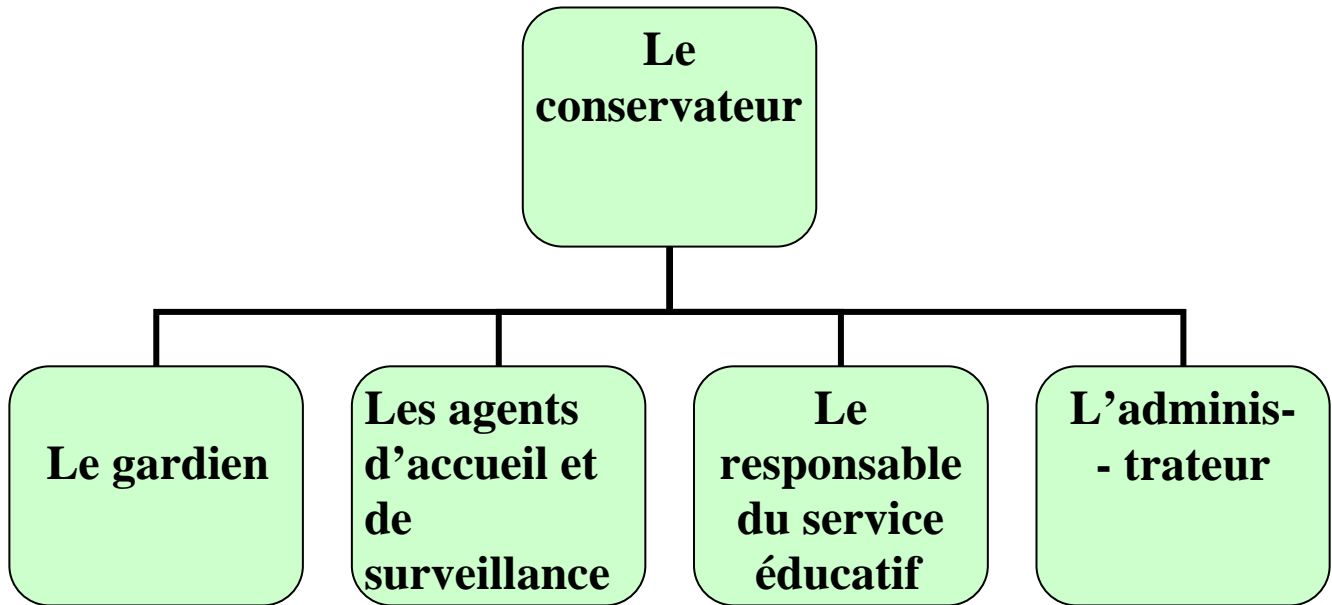 Le
conservateur
Le gardien
Les agents
d’accueil et
de
surveillance
Le
responsable
du service
éducatif
L’adminis-
- trateur